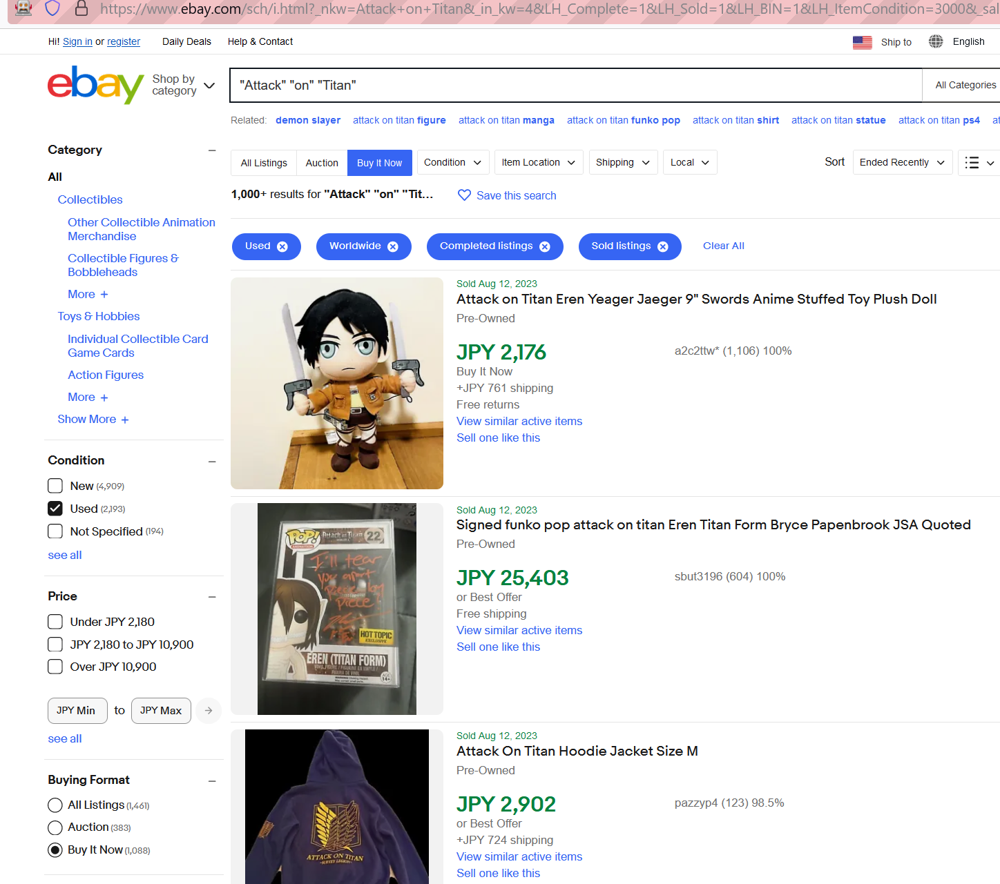 https://www.ebay.com/sch/i.html?_nkw=Attack+on+Titan&_in_kw=4&LH_Complete=1&LH_Sold=1&LH_BIN=1&LH_ItemCondition=3000&_sal
Hi! Sign in or register
Daily Deals
Help & Contact
Ship to
English
ebay
Shop by category
"Attack" "on" "Titan"
All Categories
Related: demon slayer attack on titan figure attack on titan manga attack on titan funko pop attack on titan shirt attack on titan statue attack on titan ps4 at
Category
All
Collectibles
Other Collectible Animation
Merchandise
Collectible Figures &
Bobbleheads
More +
Toys & Hobbies
Individual Collectible Card
Game Cards
Action Figures
More +
Show More +
Condition
New (4,909)
Used (2,193)
Not Specified (194)
see all
Price
Under JPY 2,180
JPY 2,180 to JPY 10,900
Over JPY 10,900
JPY Min to JPY Max
see all
Buying Format
All Listings (1,461)
Auction (383)
Buy It Now (1,088)
All Listings
Auction
Buy It Now
Condition
Item Location
Shipping
Local
Sort
Ended Recently
1,000+ results for "Attack" "on" "Tit...
Save this search
Used
Worldwide
Completed listings
Sold listings
Clear All
Sold Aug 12, 2023
Attack on Titan Eren Yeager Jaeger 9" Swords Anime Stuffed Toy Plush Doll
Pre-Owned
JPY 2,176
a2c2ttw* (1,106) 100%
Buy It Now
+JPY 761 shipping
Free returns
View similar active items
Sell one like this
POP!
ANIMATION
Attack on Titan
22
I'll tear
you apart
piece by
piece!
HOT TOPIC
EXCLUSIVE
EREN (TITAN FORM)
Sold Aug 12, 2023
Signed funko pop attack on titan Eren Titan Form Bryce Papenbrook JSA Quoted
Pre-Owned
JPY 25,403
sbut3196 (604) 100%
or Best Offer
Free shipping
View similar active items
Sell one like this
ATTACK ON TITAN
-SURVEY LEGION-
Sold Aug 12, 2023
Attack On Titan Hoodie Jacket Size M
Pre-Owned
JPY 2,902
pazzyp4 (123) 98.5%
or Best Offer
+JPY 724 shipping
View similar active items
Sell one like this